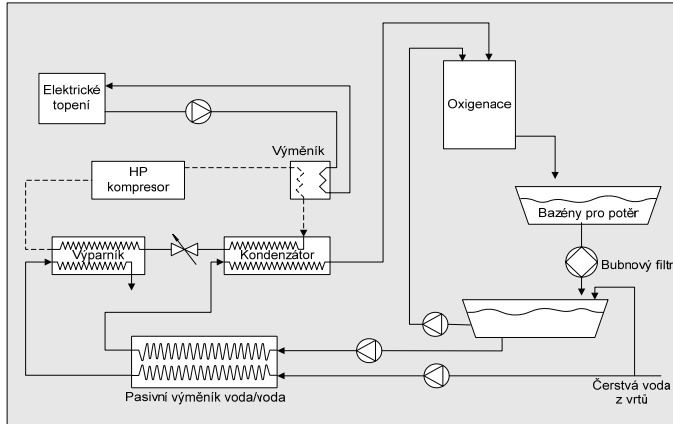 Elektrické
topení
Oxigenace
Výměník
HP
kompresor
Bazény pro potěr
Výparník
Kondenzátor
Bubnový filtr
Pasivní výměník voda/voda
Čerstvá voda
z vrtů